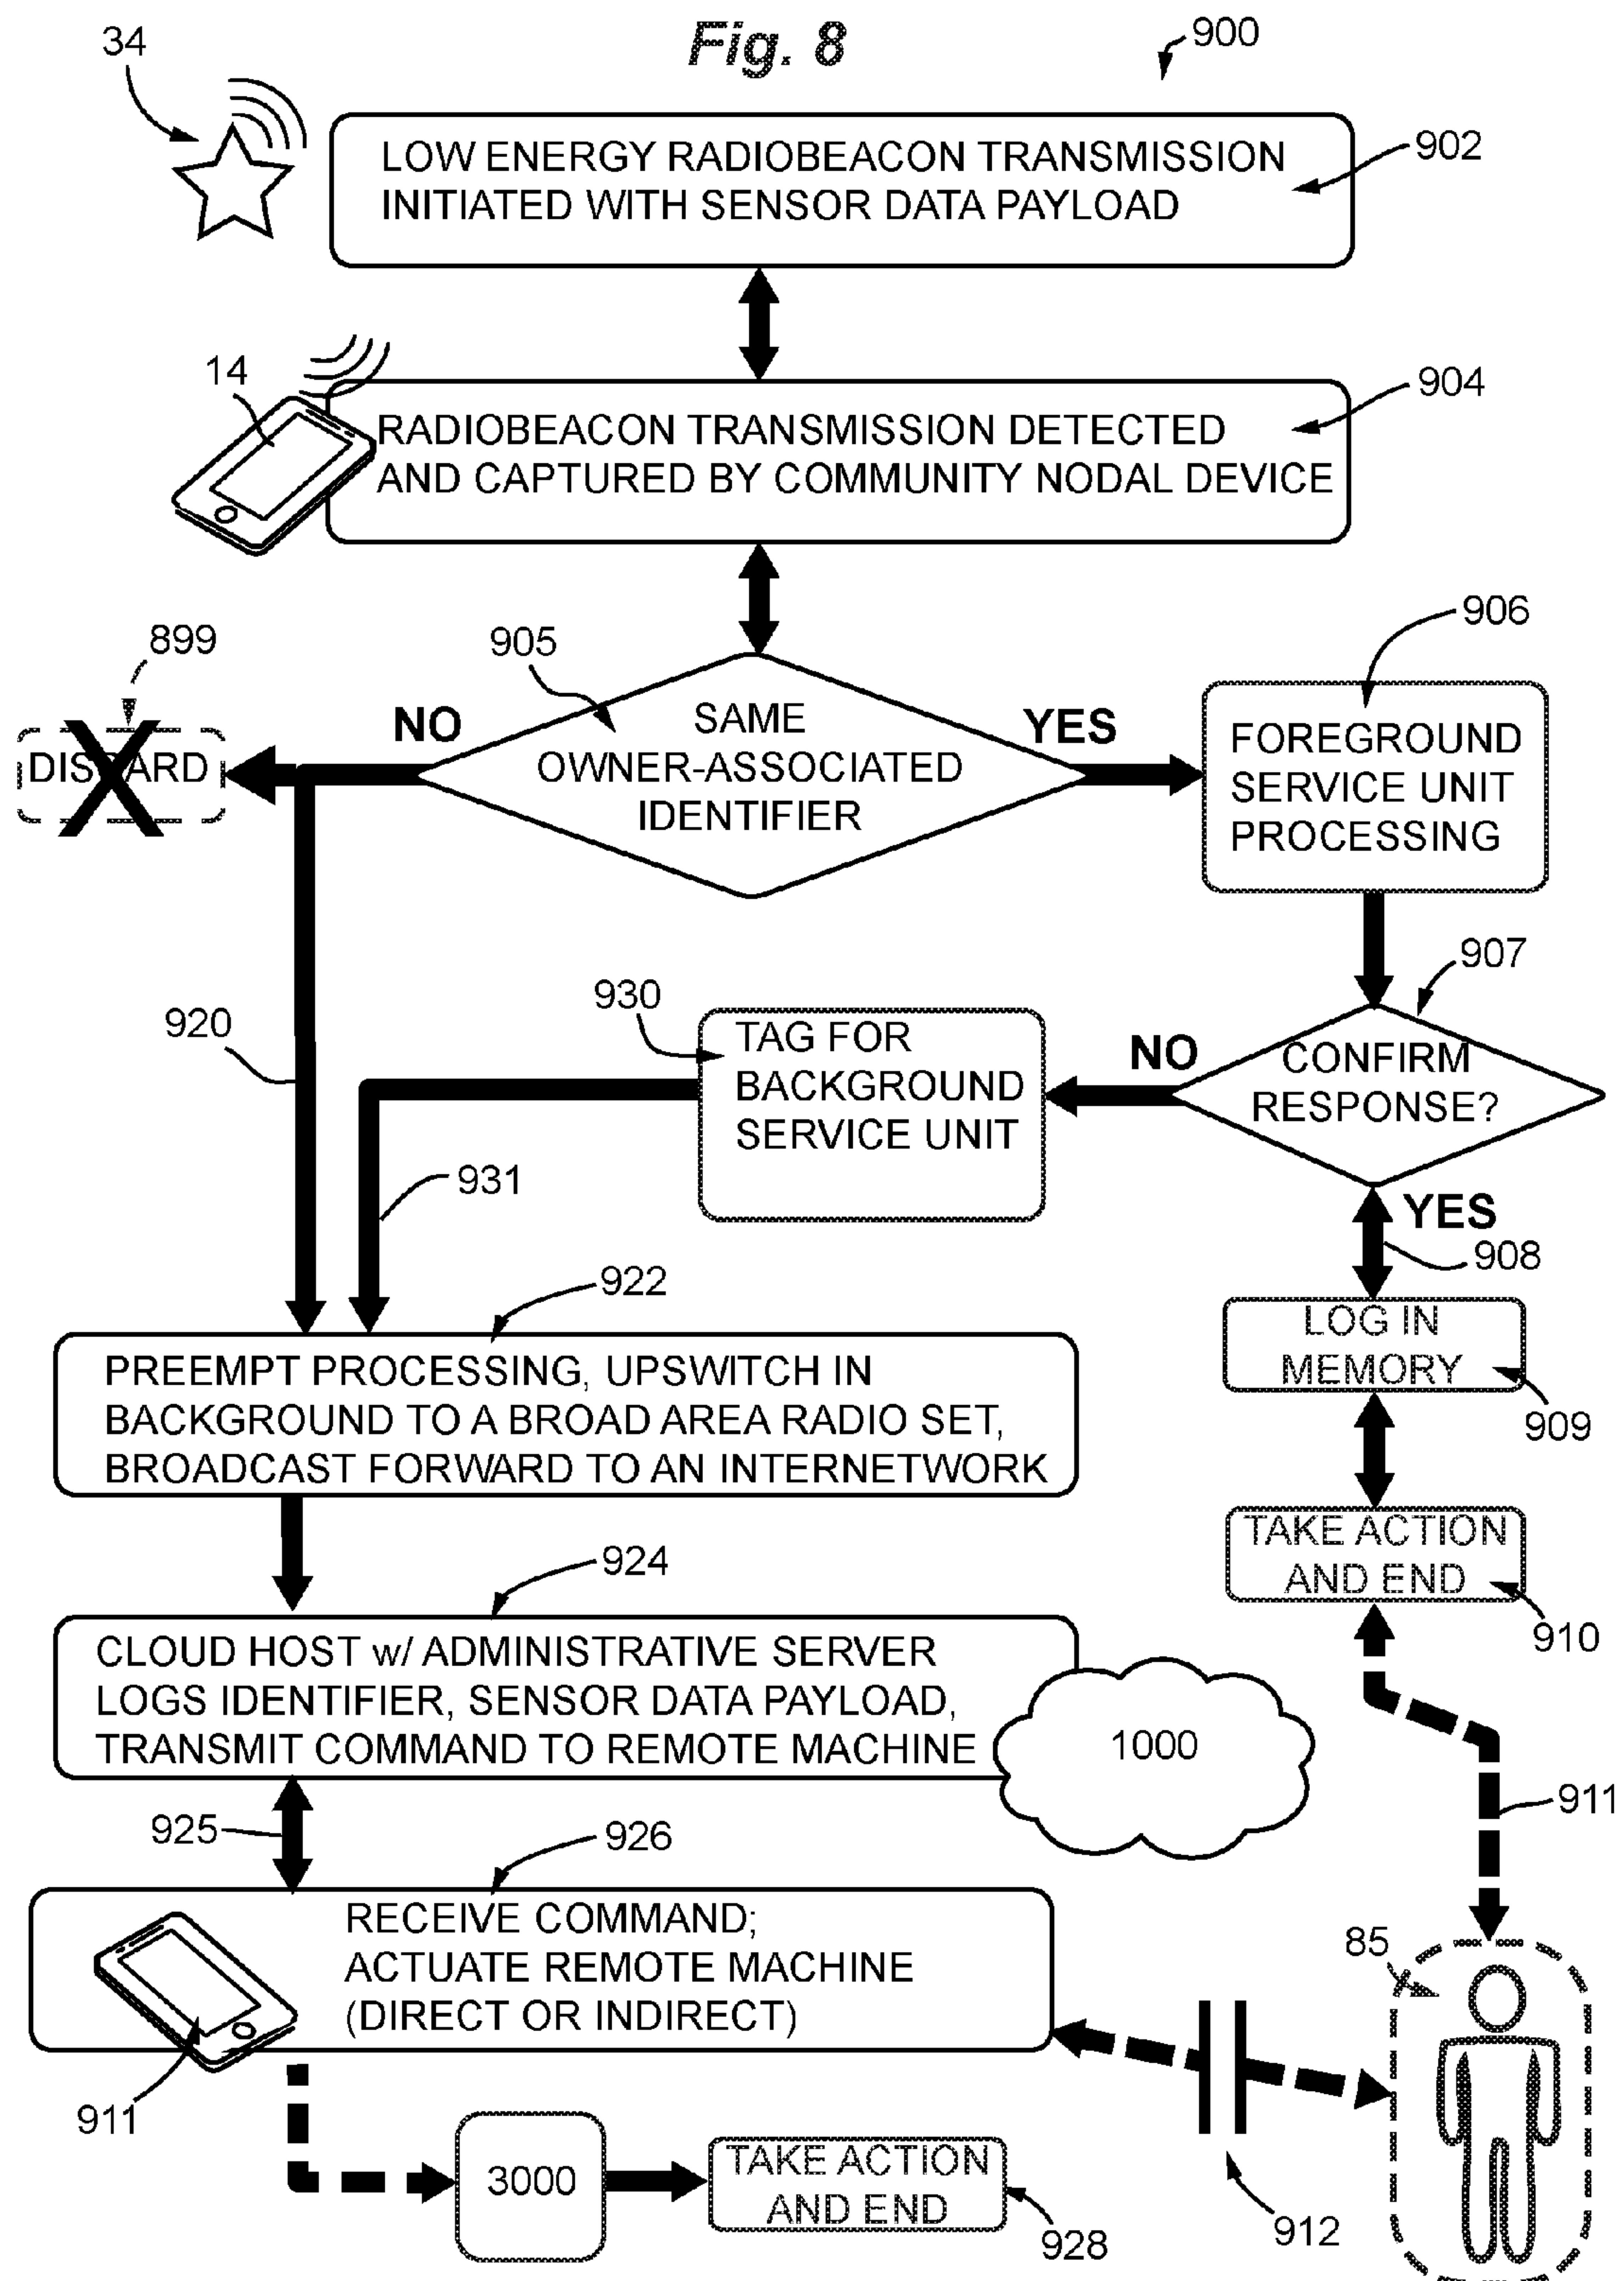 Fig. 8
900
34
LOW ENERGY RADIOBEACON TRANSMISSION
INITIATED WITH SENSOR DATA PAYLOAD
902
14
RADIOBEACON TRANSMISSION DETECTED
AND CAPTURED BY COMMUNITY NODAL DEVICE
904
899
905
906
DISCARD
NO
SAME
OWNER-ASSOCIATED
IDENTIFIER
YES
FOREGROUND
SERVICE UNIT
PROCESSING
907
920
930
TAG FOR
BACKGROUND
SERVICE UNIT
NO
CONFIRM
RESPONSE?
931
YES
908
922
PREEMPT PROCESSING, UPSWITCH IN
BACKGROUND TO A BROAD AREA RADIO SET,
BROADCAST FORWARD TO AN INTERNETWORK
LOG IN
MEMORY
909
TAKE ACTION
AND END
910
924
CLOUD HOST w/ ADMINISTRATIVE SERVER
LOGS IDENTIFIER, SENSOR DATA PAYLOAD,
TRANSMIT COMMAND TO REMOTE MACHINE
1000
911
925
926
RECEIVE COMMAND;
ACTUATE REMOTE MACHINE
(DIRECT OR INDIRECT)
85
911
3000
TAKE ACTION
AND END
928
912